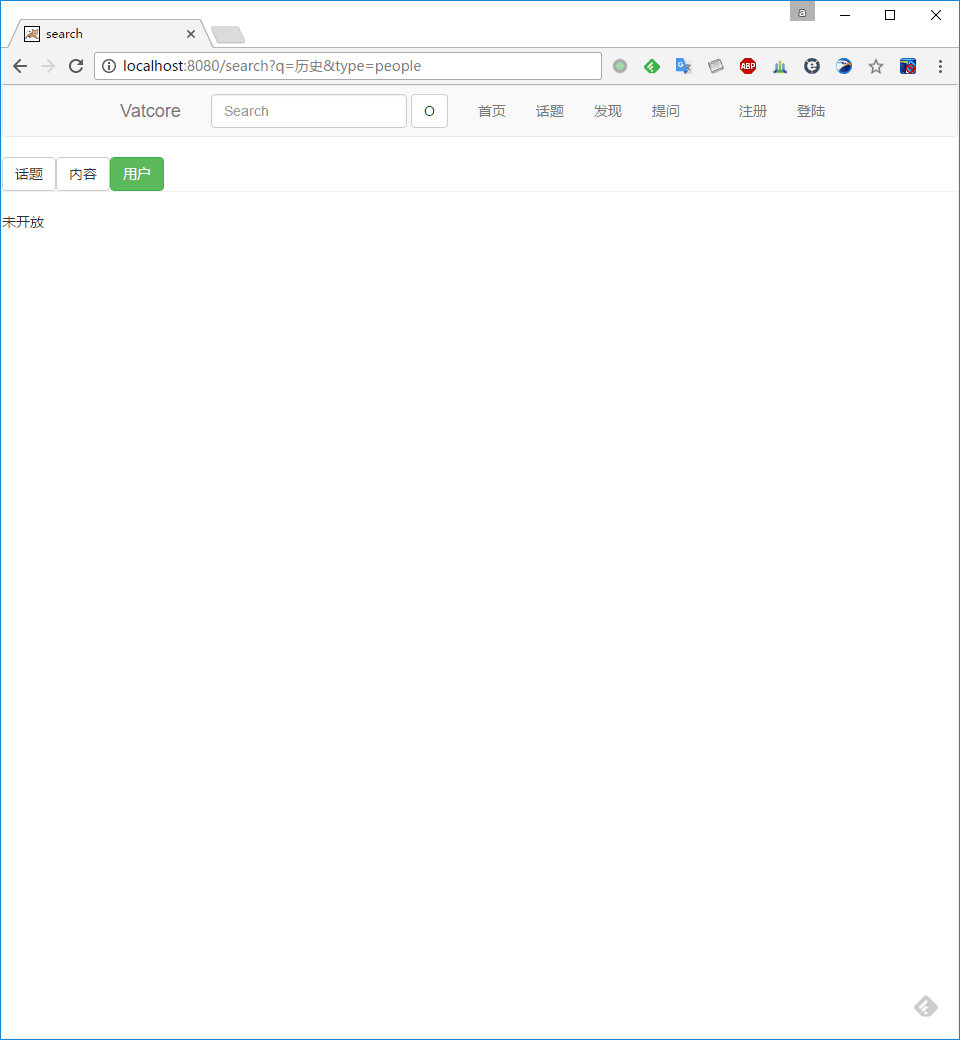 a
search
localhost:8080/search?q=历史&type=people
ABP
Vatcore Search O 首页 话题 发现 提问 注册 登陆
话题 内容 用户
未开放